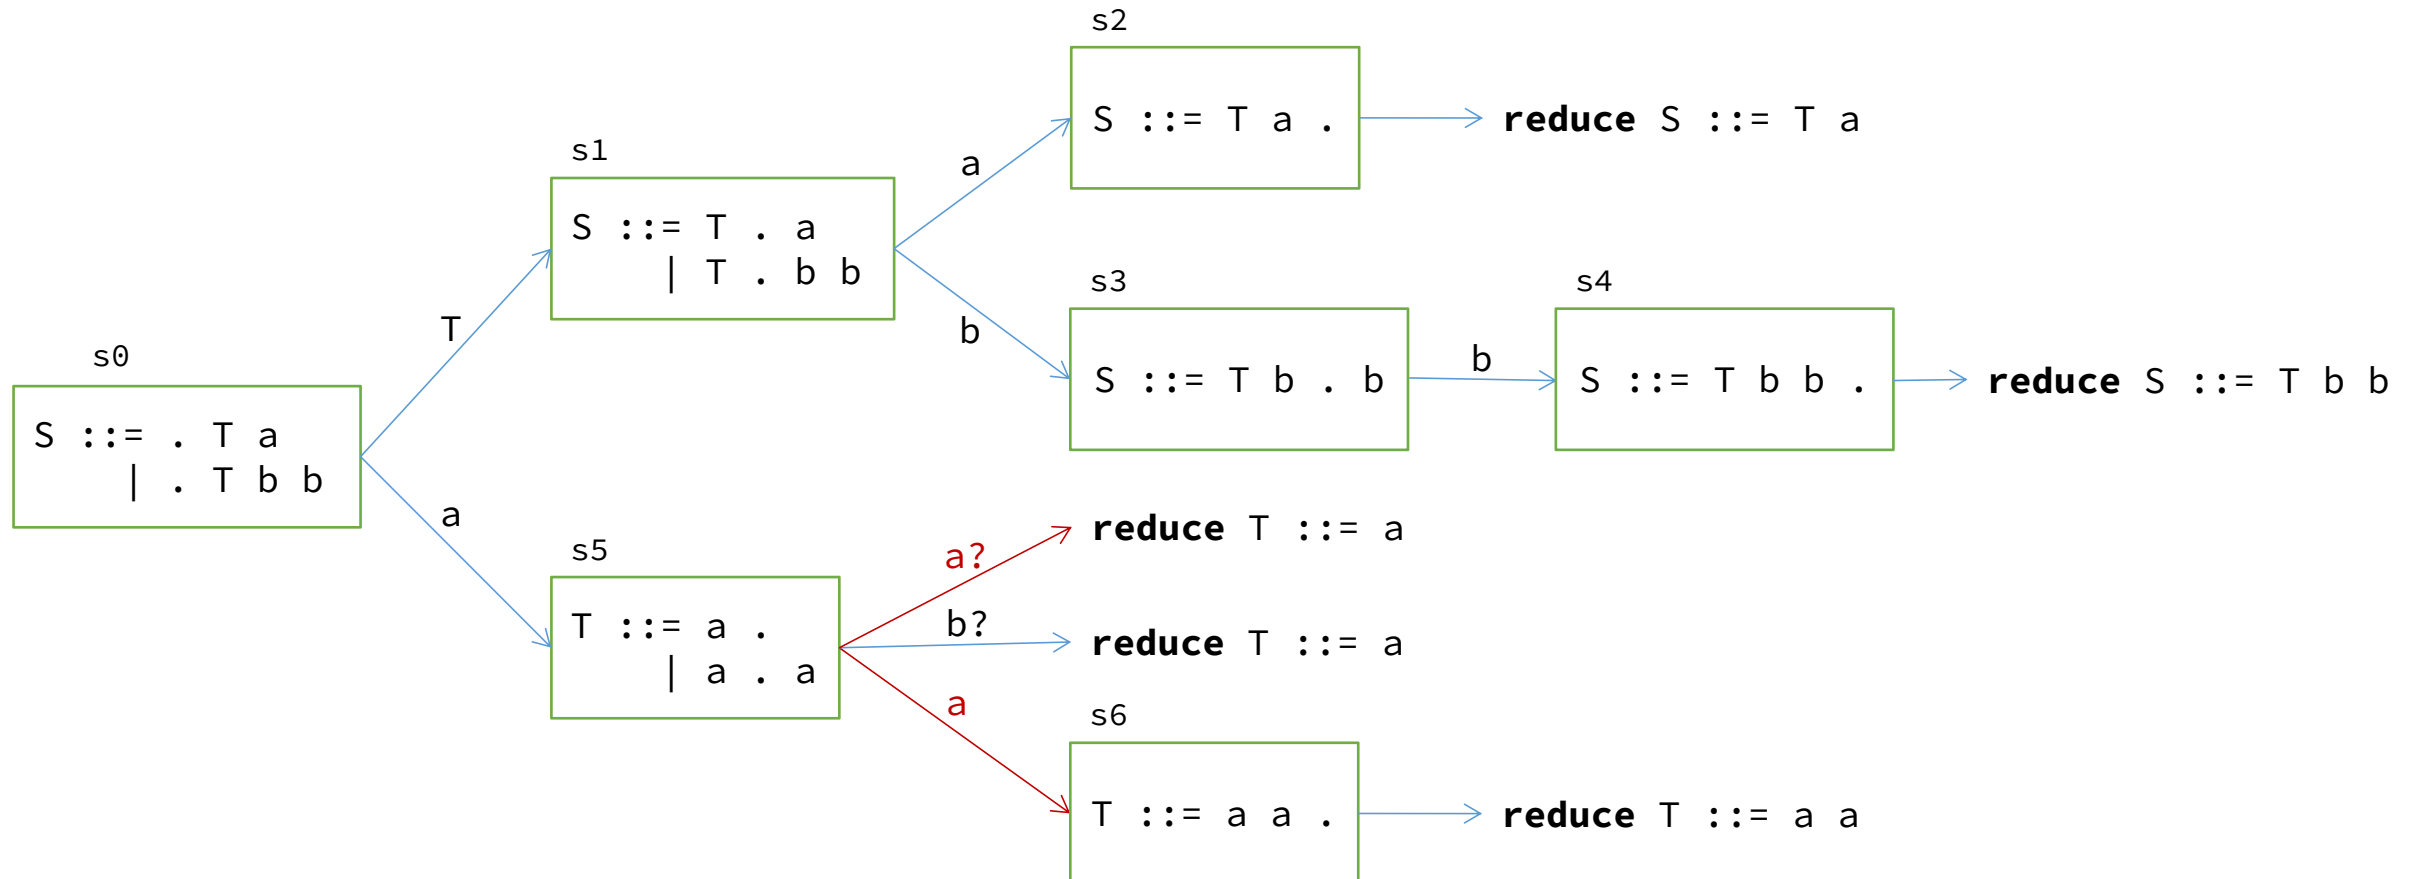 s2
S ::= T a .
reduce S ::= T a
s1
a
S ::= T . a
| T . b b
s3
s4
b
T
b
s0
S ::= T b . b
S ::= T b b .
reduce S ::= T b b
S ::= . T a
| . T b b
a
s5
a?
reduce T ::= a
T ::= a .
| a . a
b?
reduce T ::= a
a
s6
T ::= a a .
reduce T ::= a a